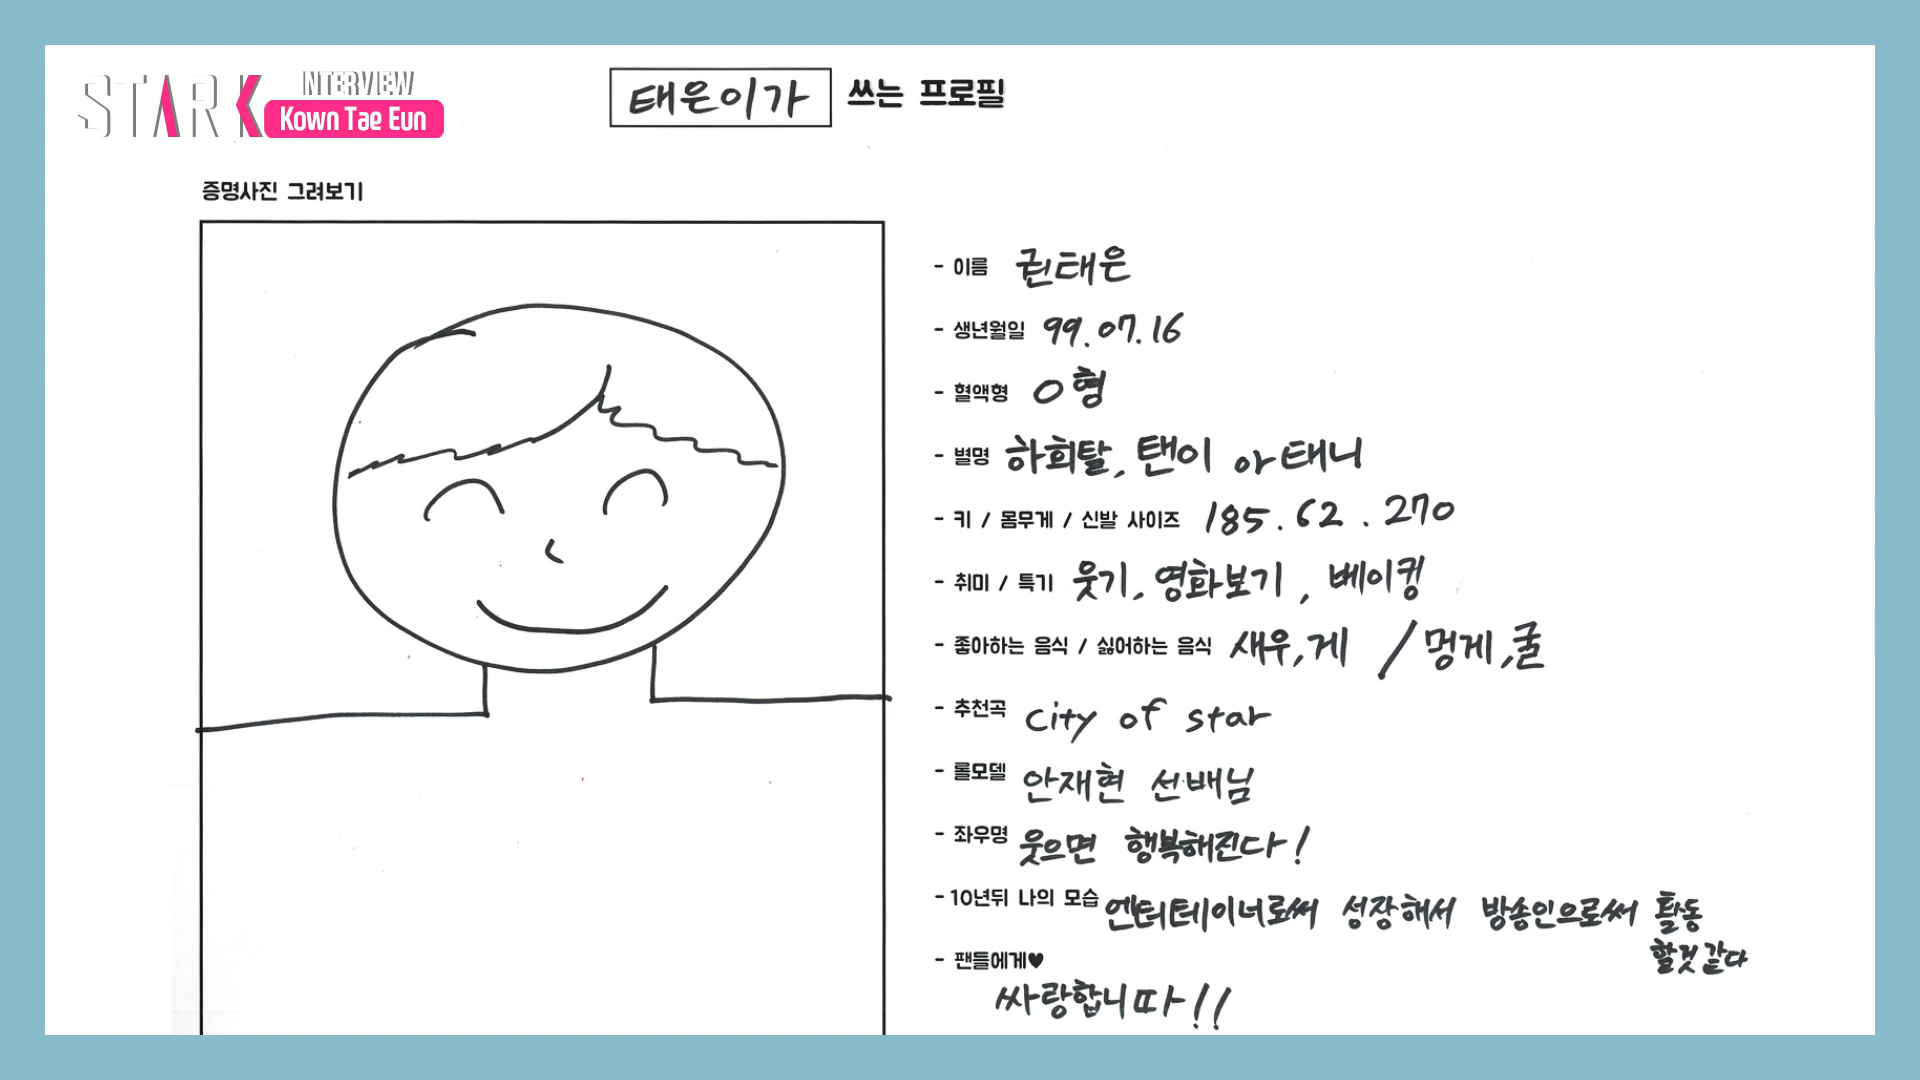 STARK INTERVIEW
Kown Tae Eun
태은이가 쓰는 프로필
증명사진 그려보기
- 이름 권태은
- 생년월일 99.07.16
- 혈액형 O형
- 별명 하회탈, 탠이 아태니
- 키 / 몸무게 / 신발 사이즈 185. 62. 270
- 취미 / 특기 웃기, 영화보기, 베이킹
- 좋아하는 음식 / 싫어하는 음식 새우,게 / 멍게,굴
- 추천곡 city of star
- 롤모델 안재현 선배님
- 좌우명 웃으면 행복해진다!
- 10년뒤 나의 모습 엔터테이너로써 성장해서 방송인으로써 활동
할것 같다
- 팬들에게♥
싸랑합니따!!